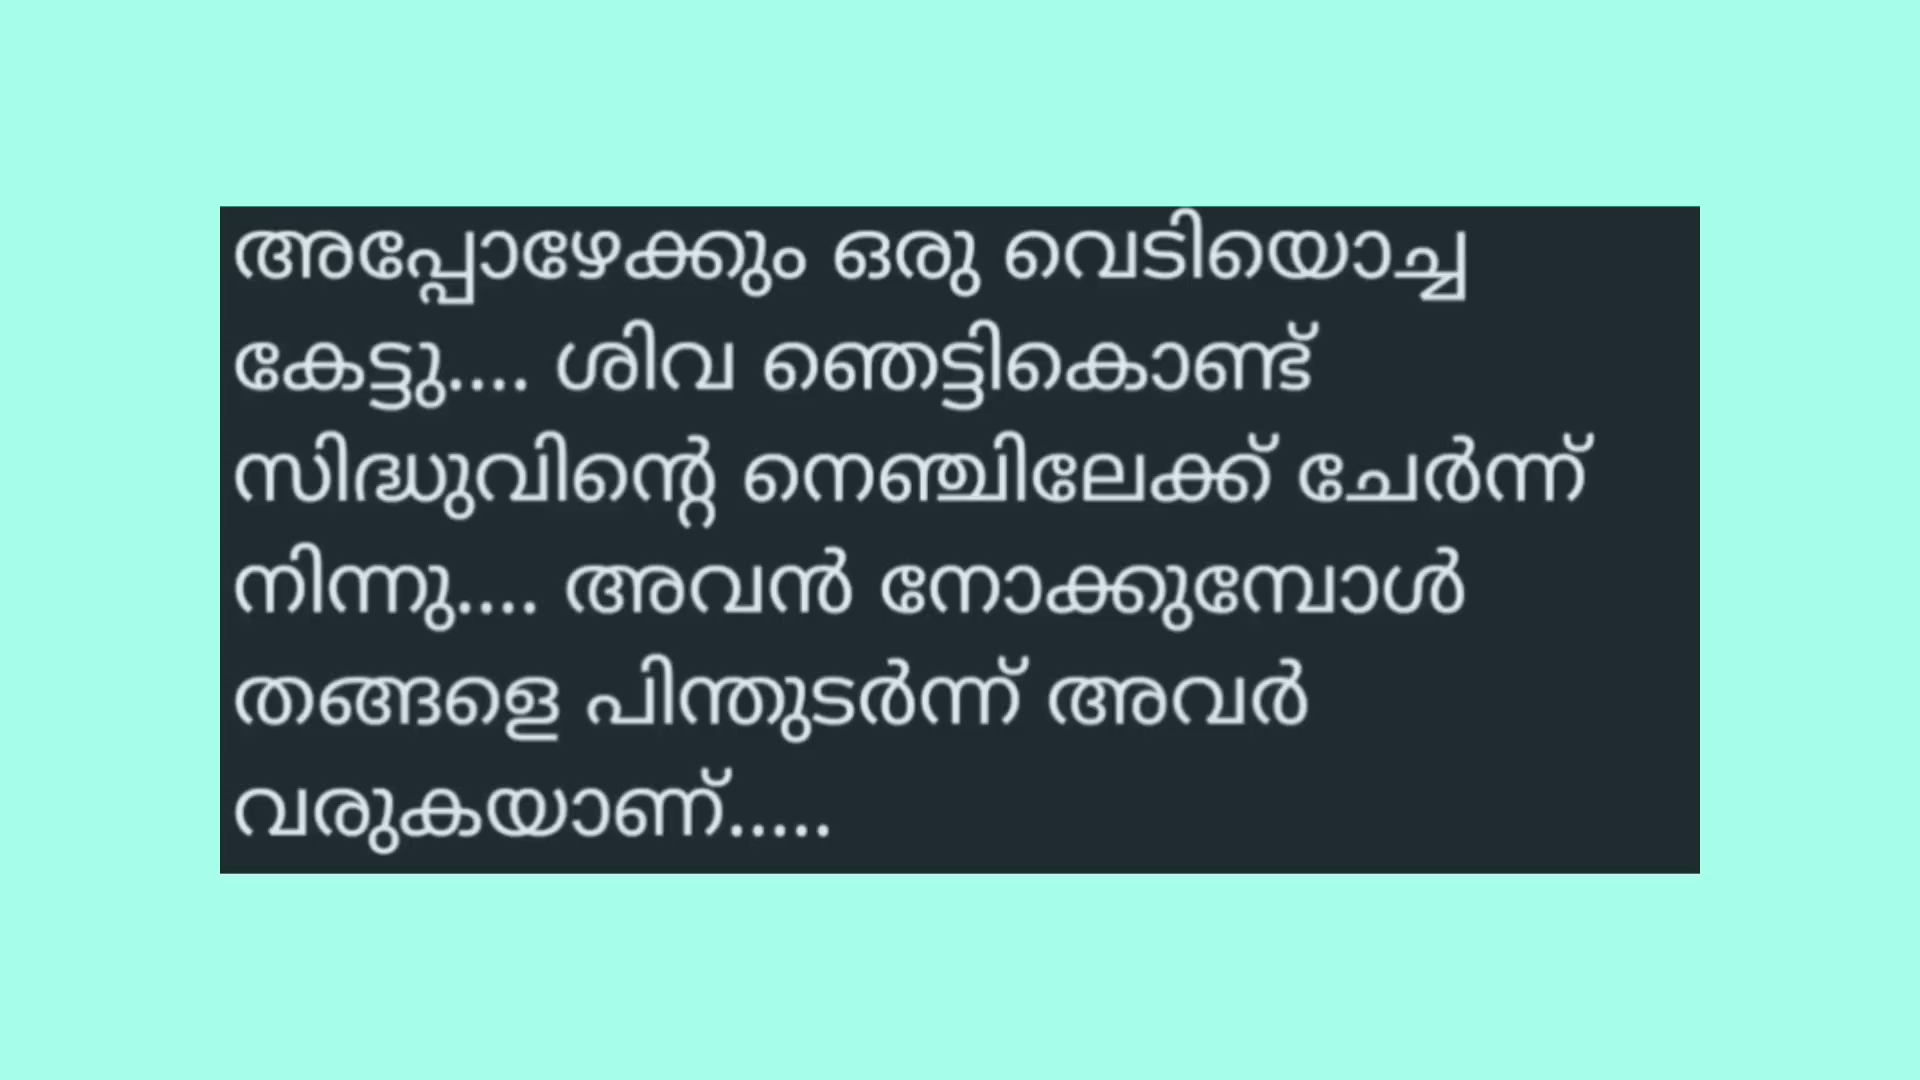 അപ്പോഴേക്കും ഒരു വെടിയൊച്ച
കേട്ടു.... ശിവ ഞെട്ടികൊണ്ട്
സിദ്ധുവിന്റെ നെഞ്ചിലേക്ക് ചേർന്ന്
നിന്നു.... അവൻ നോക്കുമ്പോൾ
തങ്ങളെ പിന്തുടർന്ന് അവർ
വരുകയാണ്.....